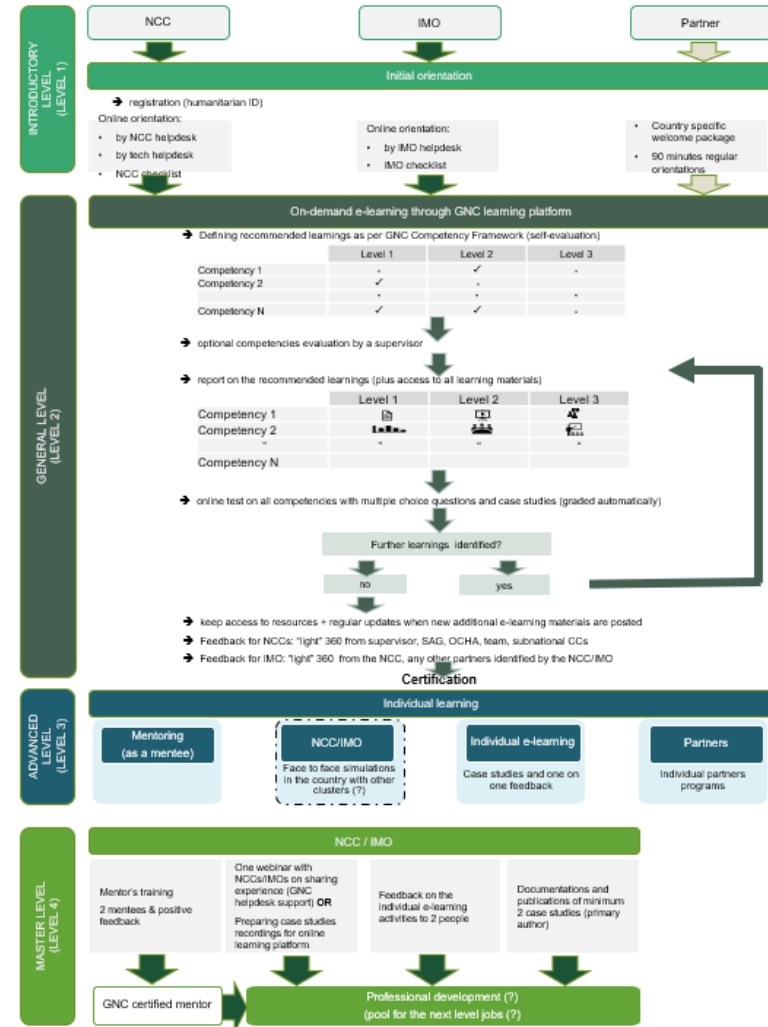 NCC
IMO
Partner
INTRODUCTORY
LEVEL
(LEVEL 1)
Initial orientation
➔ registration (humanitarian ID)
Online orientation:
• by NCC helpdesk
• by tech helpdesk
• NCC checklist
Online orientation:
• by IMO helpdesk
• IMO checklist
• Country specific
welcome package
• 90 minutes regular
orientations
GENERAL LEVEL
(LEVEL 2)
On-demand e-learning through GNC learning platform
➔ Defining recommended learnings as per GNC Competency Framework (self-evaluation)
Level 1 Level 2 Level 3
Competency 1 - ✓ -
Competency 2 ✓ -
" " "
Competency N ✓ ✓ -
➔ optional competencies evaluation by a supervisor
➔ report on the recommended learnings (plus access to all learning materials)
Level 1 Level 2 Level 3
Competency 1
Competency 2
" " " "
Competency N
➔ online test on all competencies with multiple choice questions and case studies (graded automatically)
Further learnings identified?
no
yes
➔ keep access to resources + regular updates when new additional e-learning materials are posted
➔ Feedback for NCCs: "light" 360 from supervisor, SAG, OCHA, team, subnational CCs
➔ Feedback for IMO: "light" 360 from the NCC, any other partners identified by the NCC/IMO
Certification
ADVANCED
LEVEL
(LEVEL 3)
Individual learning
Mentoring
(as a mentee)
NCC/IMO
Face to face simulations
in the country with other
clusters (?)
Individual e-learning
Case studies and one on
one feedback
Partners
Individual partners
programs
MASTER LEVEL
(LEVEL 4)
NCC / IMO
Mentor's training
2 mentees & positive
feedback
One webinar with
NCCs/IMOs on sharing
experience (GNC
helpdesk support) OR
Preparing case studies
recordings for online
learning platform
Feedback on the
individual e-learning
activities to 2 people
Documentations and
publications of minimum
2 case studies (primary
author)
GNC certified mentor
Professional development (?)
(pool for the next level jobs (?)